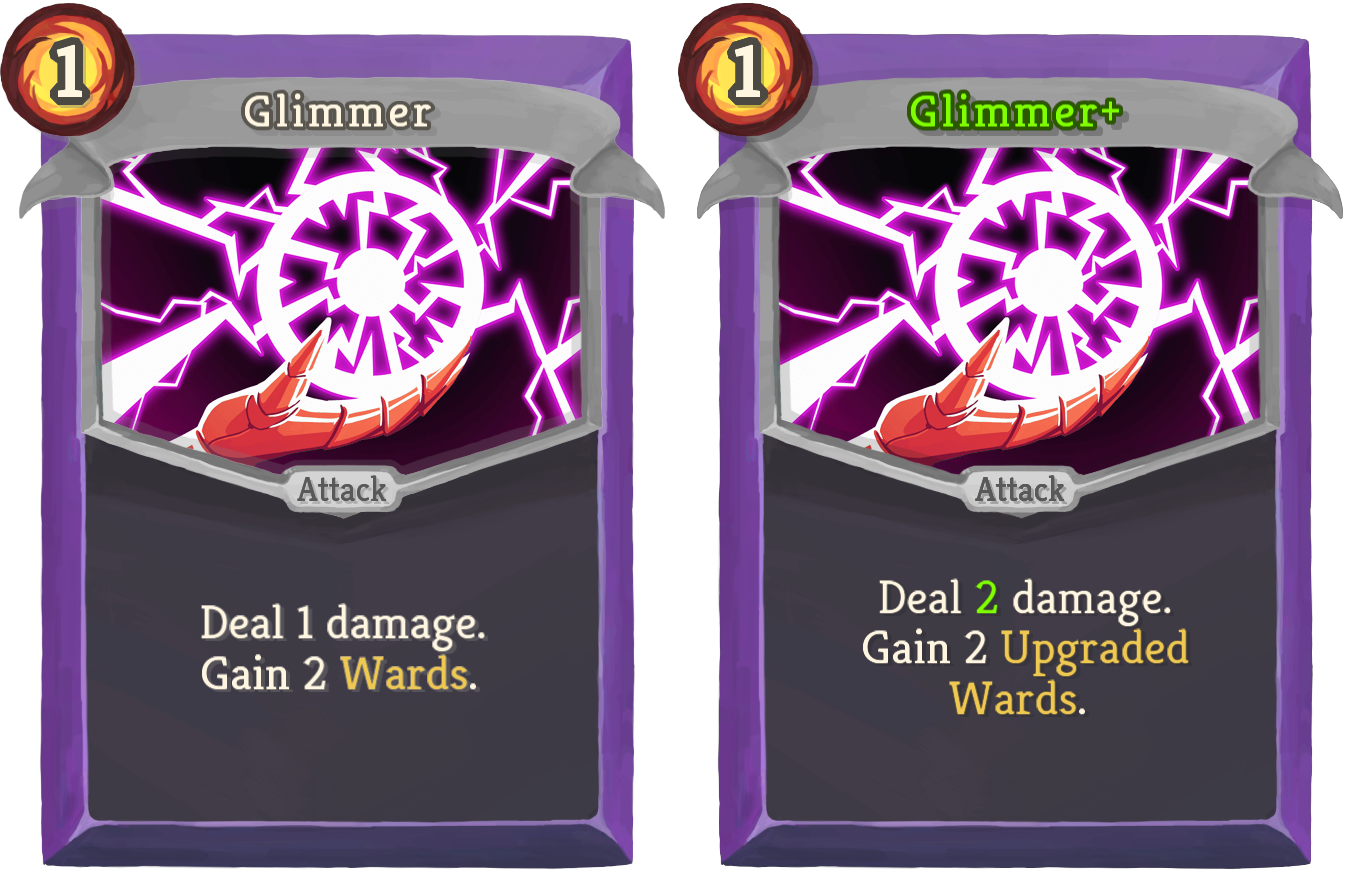 1
Glimmer
Attack
Deal 1 damage.
Gain 2 Wards.
1
Glimmer+
Attack
Deal 2 damage.
Gain 2 Upgraded
Wards.